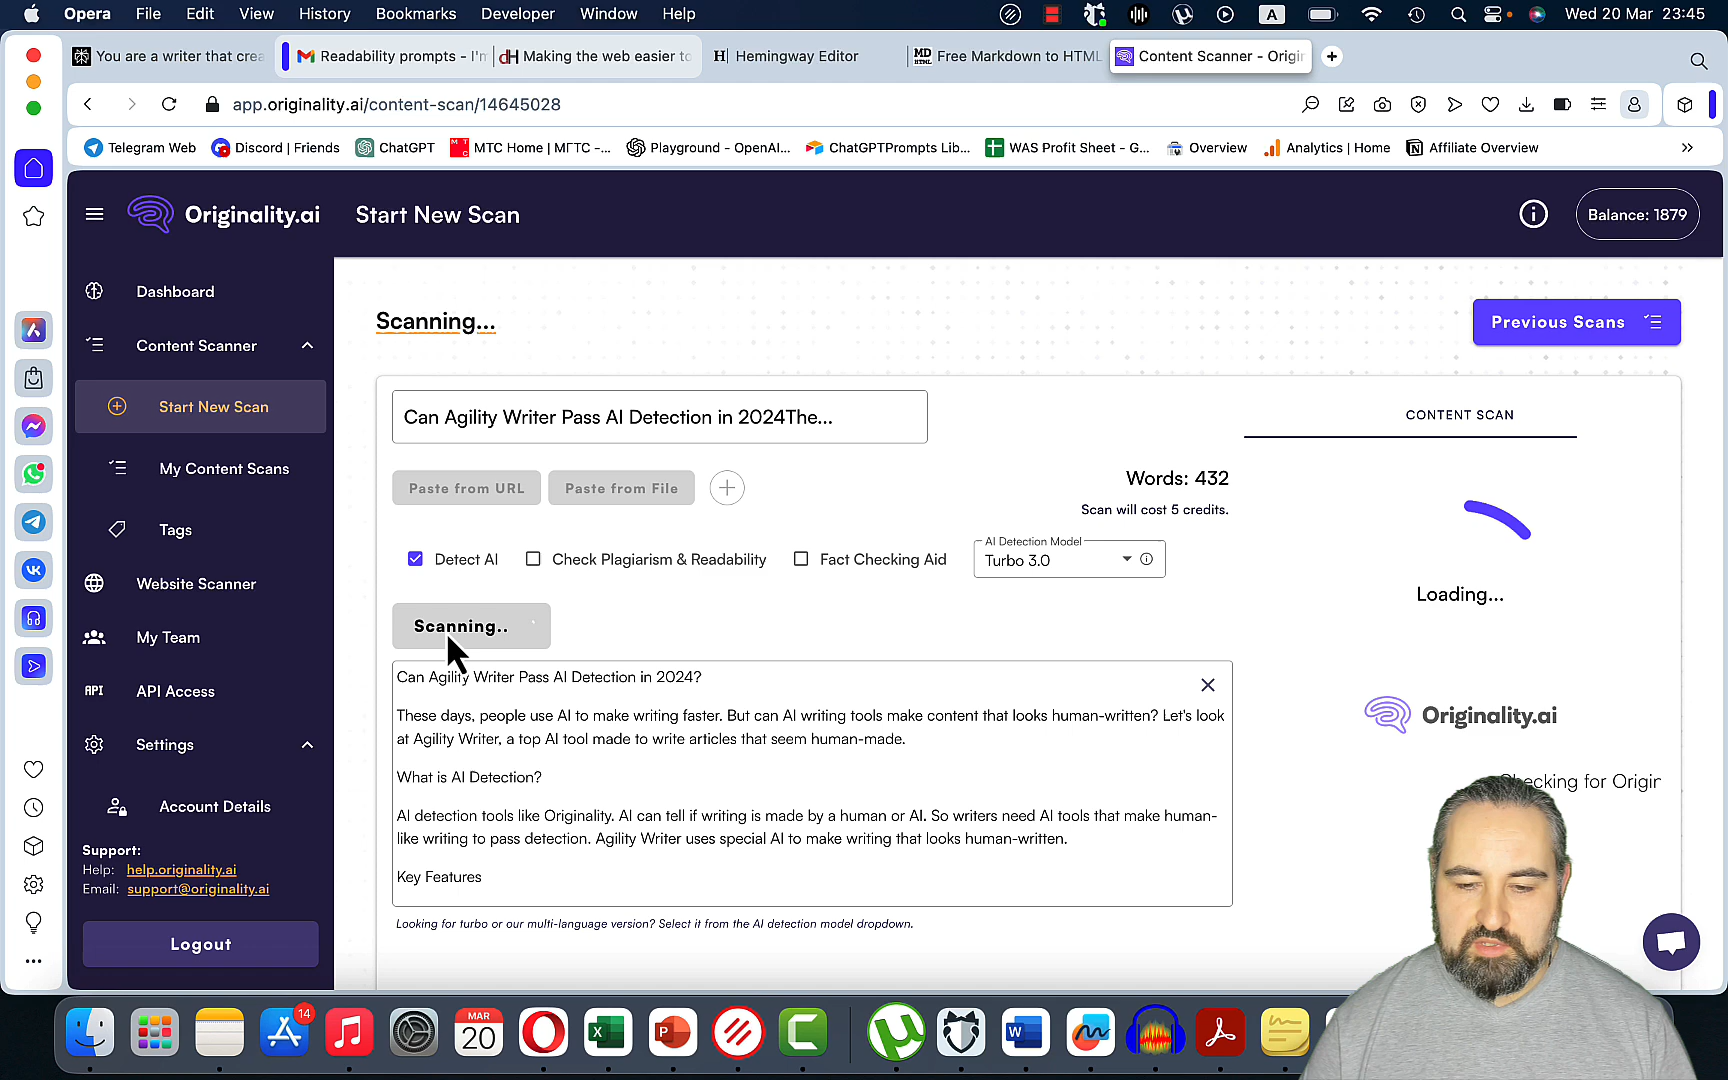 Opera File Edit View History Bookmarks Developer Window Help
A
Wed 20 Mar 23:45
You are a writer that crea
Readability prompts - I'm
dH Making the web easier to
H Hemingway Editor
MD HTML Free Markdown to HTML
Content Scanner - Origin
app.originality.ai/content-scan/14645028
Telegram Web
Discord | Friends
ChatGPT
МТС Home | МГТС –...
Playground - OpenAI...
ChatGPTPrompts Lib...
WAS Profit Sheet - G...
Overview
Analytics | Home
Affiliate Overview
Originality.ai
Start New Scan
Balance: 1879
Dashboard
Content Scanner
Start New Scan
My Content Scans
Tags
Website Scanner
My Team
API API Access
Settings
Account Details
Support:
Help: help.originality.ai
Email: support@originality.ai
Logout
Scanning...
Previous Scans
Can Agility Writer Pass AI Detection in 2024The...
CONTENT SCAN
Paste from URL
Paste from File
Words: 432
Scan will cost 5 credits.
Detect AI
Check Plagiarism & Readability
Fact Checking Aid
AI Detection Model
Turbo 3.0
Loading...
Scanning..
Can Agility Writer Pass AI Detection in 2024?
These days, people use AI to make writing faster. But can AI writing tools make content that looks human-written? Let's look
at Agility Writer, a top AI tool made to write articles that seem human-made.
What is AI Detection?
AI detection tools like Originality. AI can tell if writing is made by a human or AI. So writers need AI tools that make human-
like writing to pass detection. Agility Writer uses special AI to make writing that looks human-written.
Key Features
Originality.ai
Checking for Origin
Looking for turbo or our multi-language version? Select it from the AI detection model dropdown.
14
MAR
20